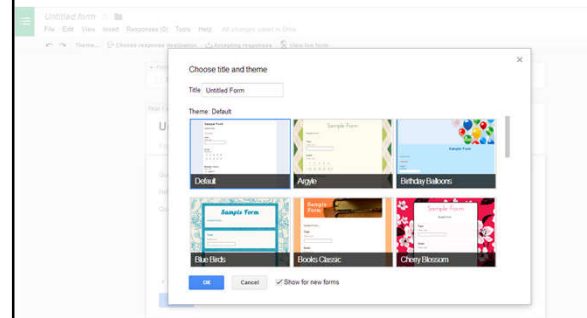 Untitled form
File Edit View Insert Responses (0) Tools Help All changes saved in Drive
Theme... Choose response destination Accepting responses View live form
Choose title and theme
Title Untitled Form
Theme: Default
Sample Form
Sample Form
Default
Argyle
Birthday Balloons
Sample Form
Sample Form
Sample Form
Blue Birds
Books Classic
Cherry Blossom
OK Cancel Show for new forms